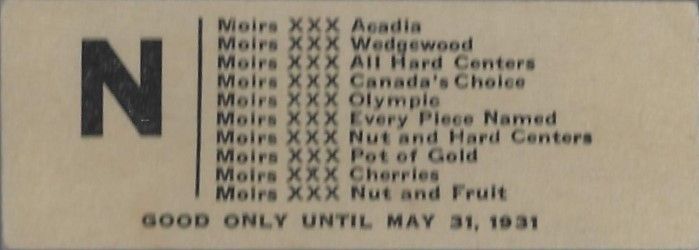 N
Moirs XXX Acadia
Moirs XXX Wedgewood
Moirs XXX All Hard Centers
Moirs XXX Canada's Choice
Moirs XXX Olympic
Moirs XXX Every Piece Named
Moirs XXX Nut and Hard Centers
Moirs XXX Pot of Gold
Moirs XXX Cherries
Moirs XXX Nut and Fruit
GOOD ONLY UNTIL MAY 31, 1931